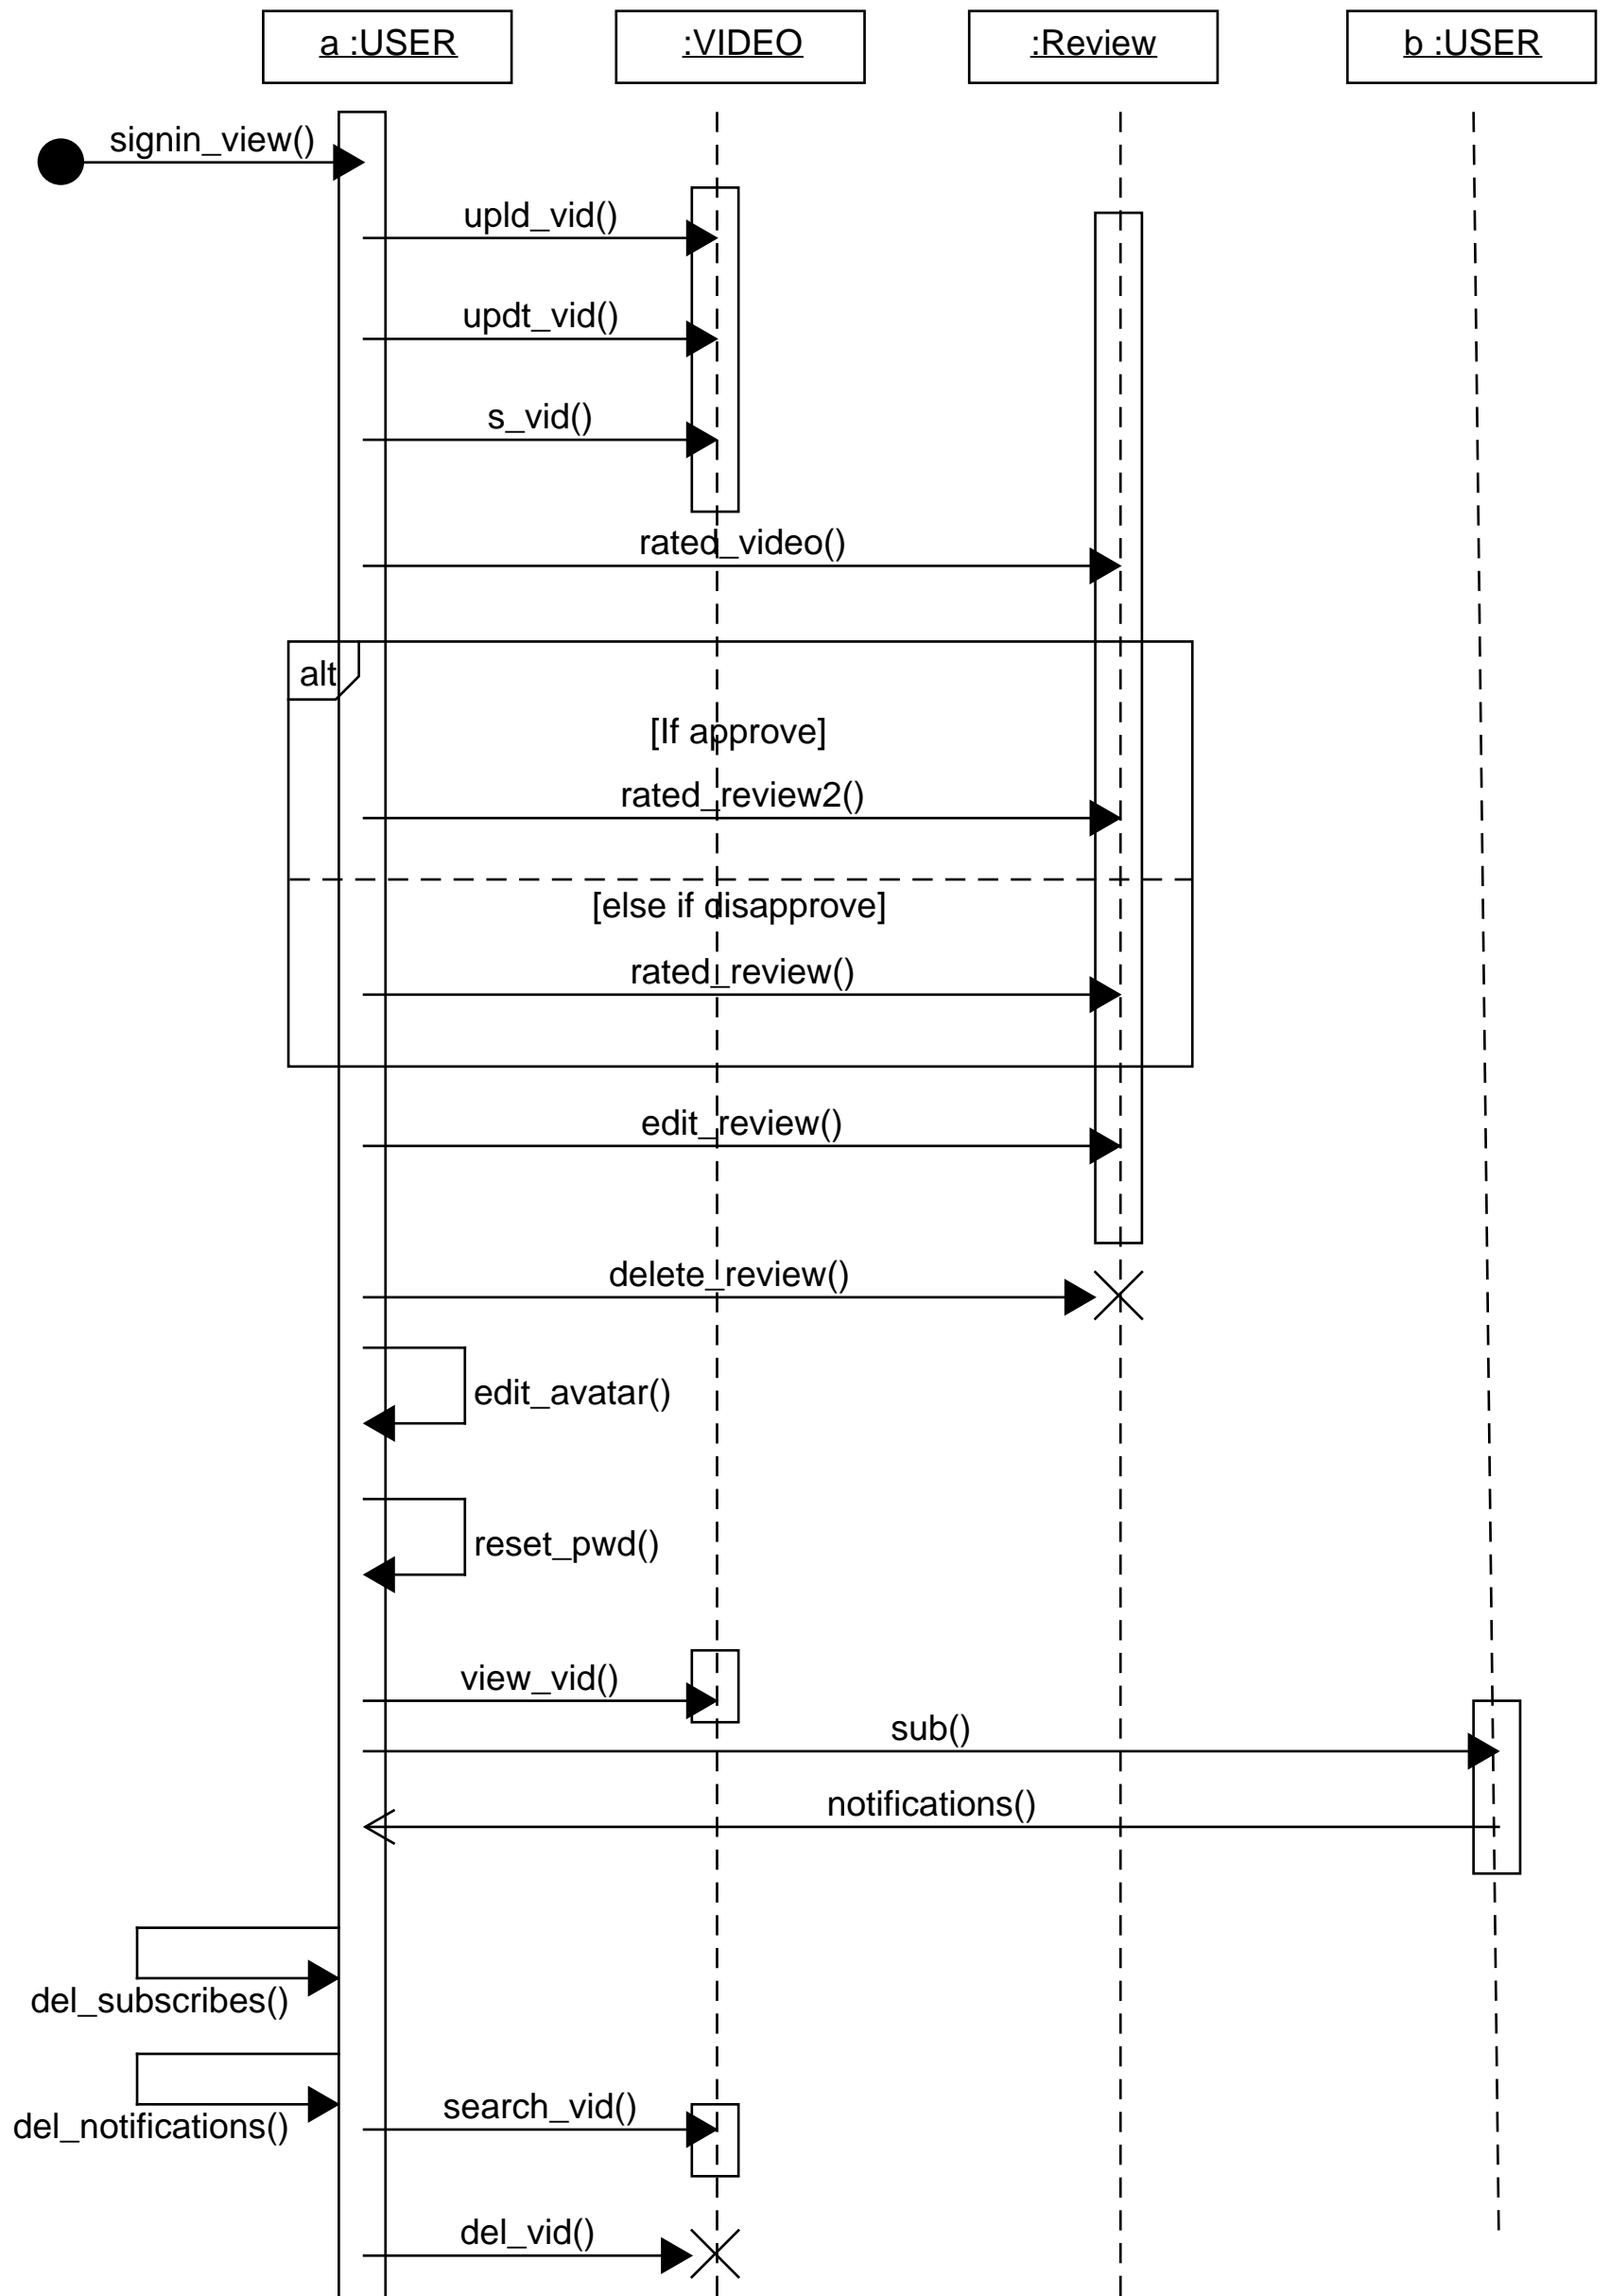 a :USER
:VIDEO
:Review
b :USER
signin_view()
upld_vid()
updt_vid()
s_vid()
rated_video()
alt
[If approve]
rated_review2()
[else if disapprove]
rated_review()
edit_review()
delete_review()
edit_avatar()
reset_pwd()
view_vid()
sub()
notifications()
del_subscribes()
search_vid()
del_notifications()
del_vid()